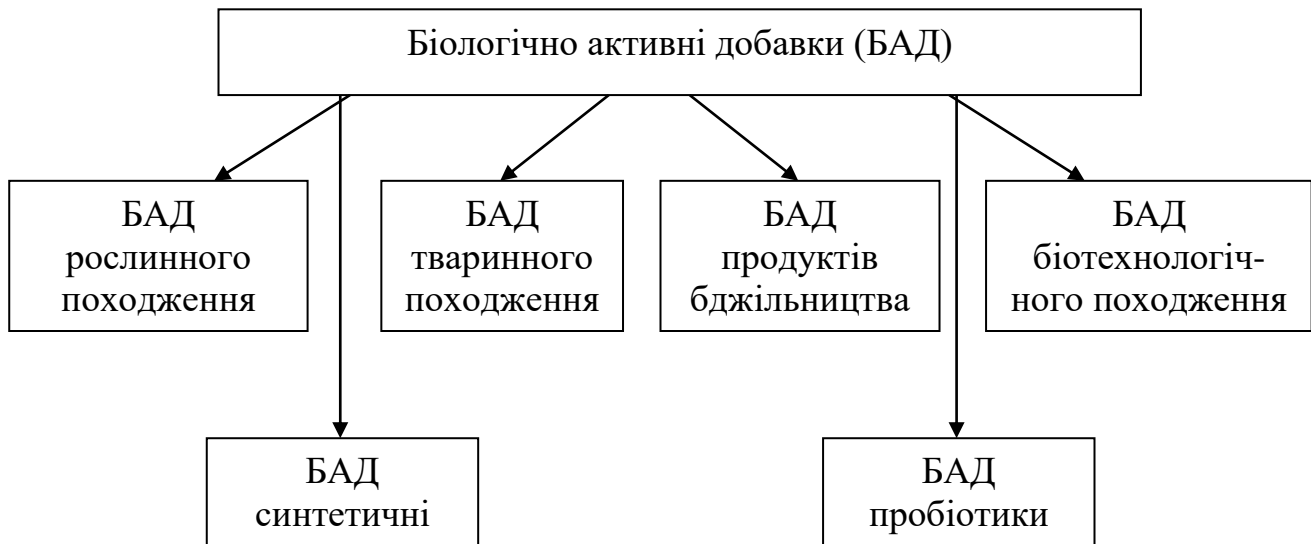 Біологічно активні добавки (БАД)
БАД
рослинного
походження
БАД
тваринного
походження
БАД
продуктів
бджільництва
БАД
біотехнологіч-
ного походження
БАД
синтетичні
БАД
пробіотики